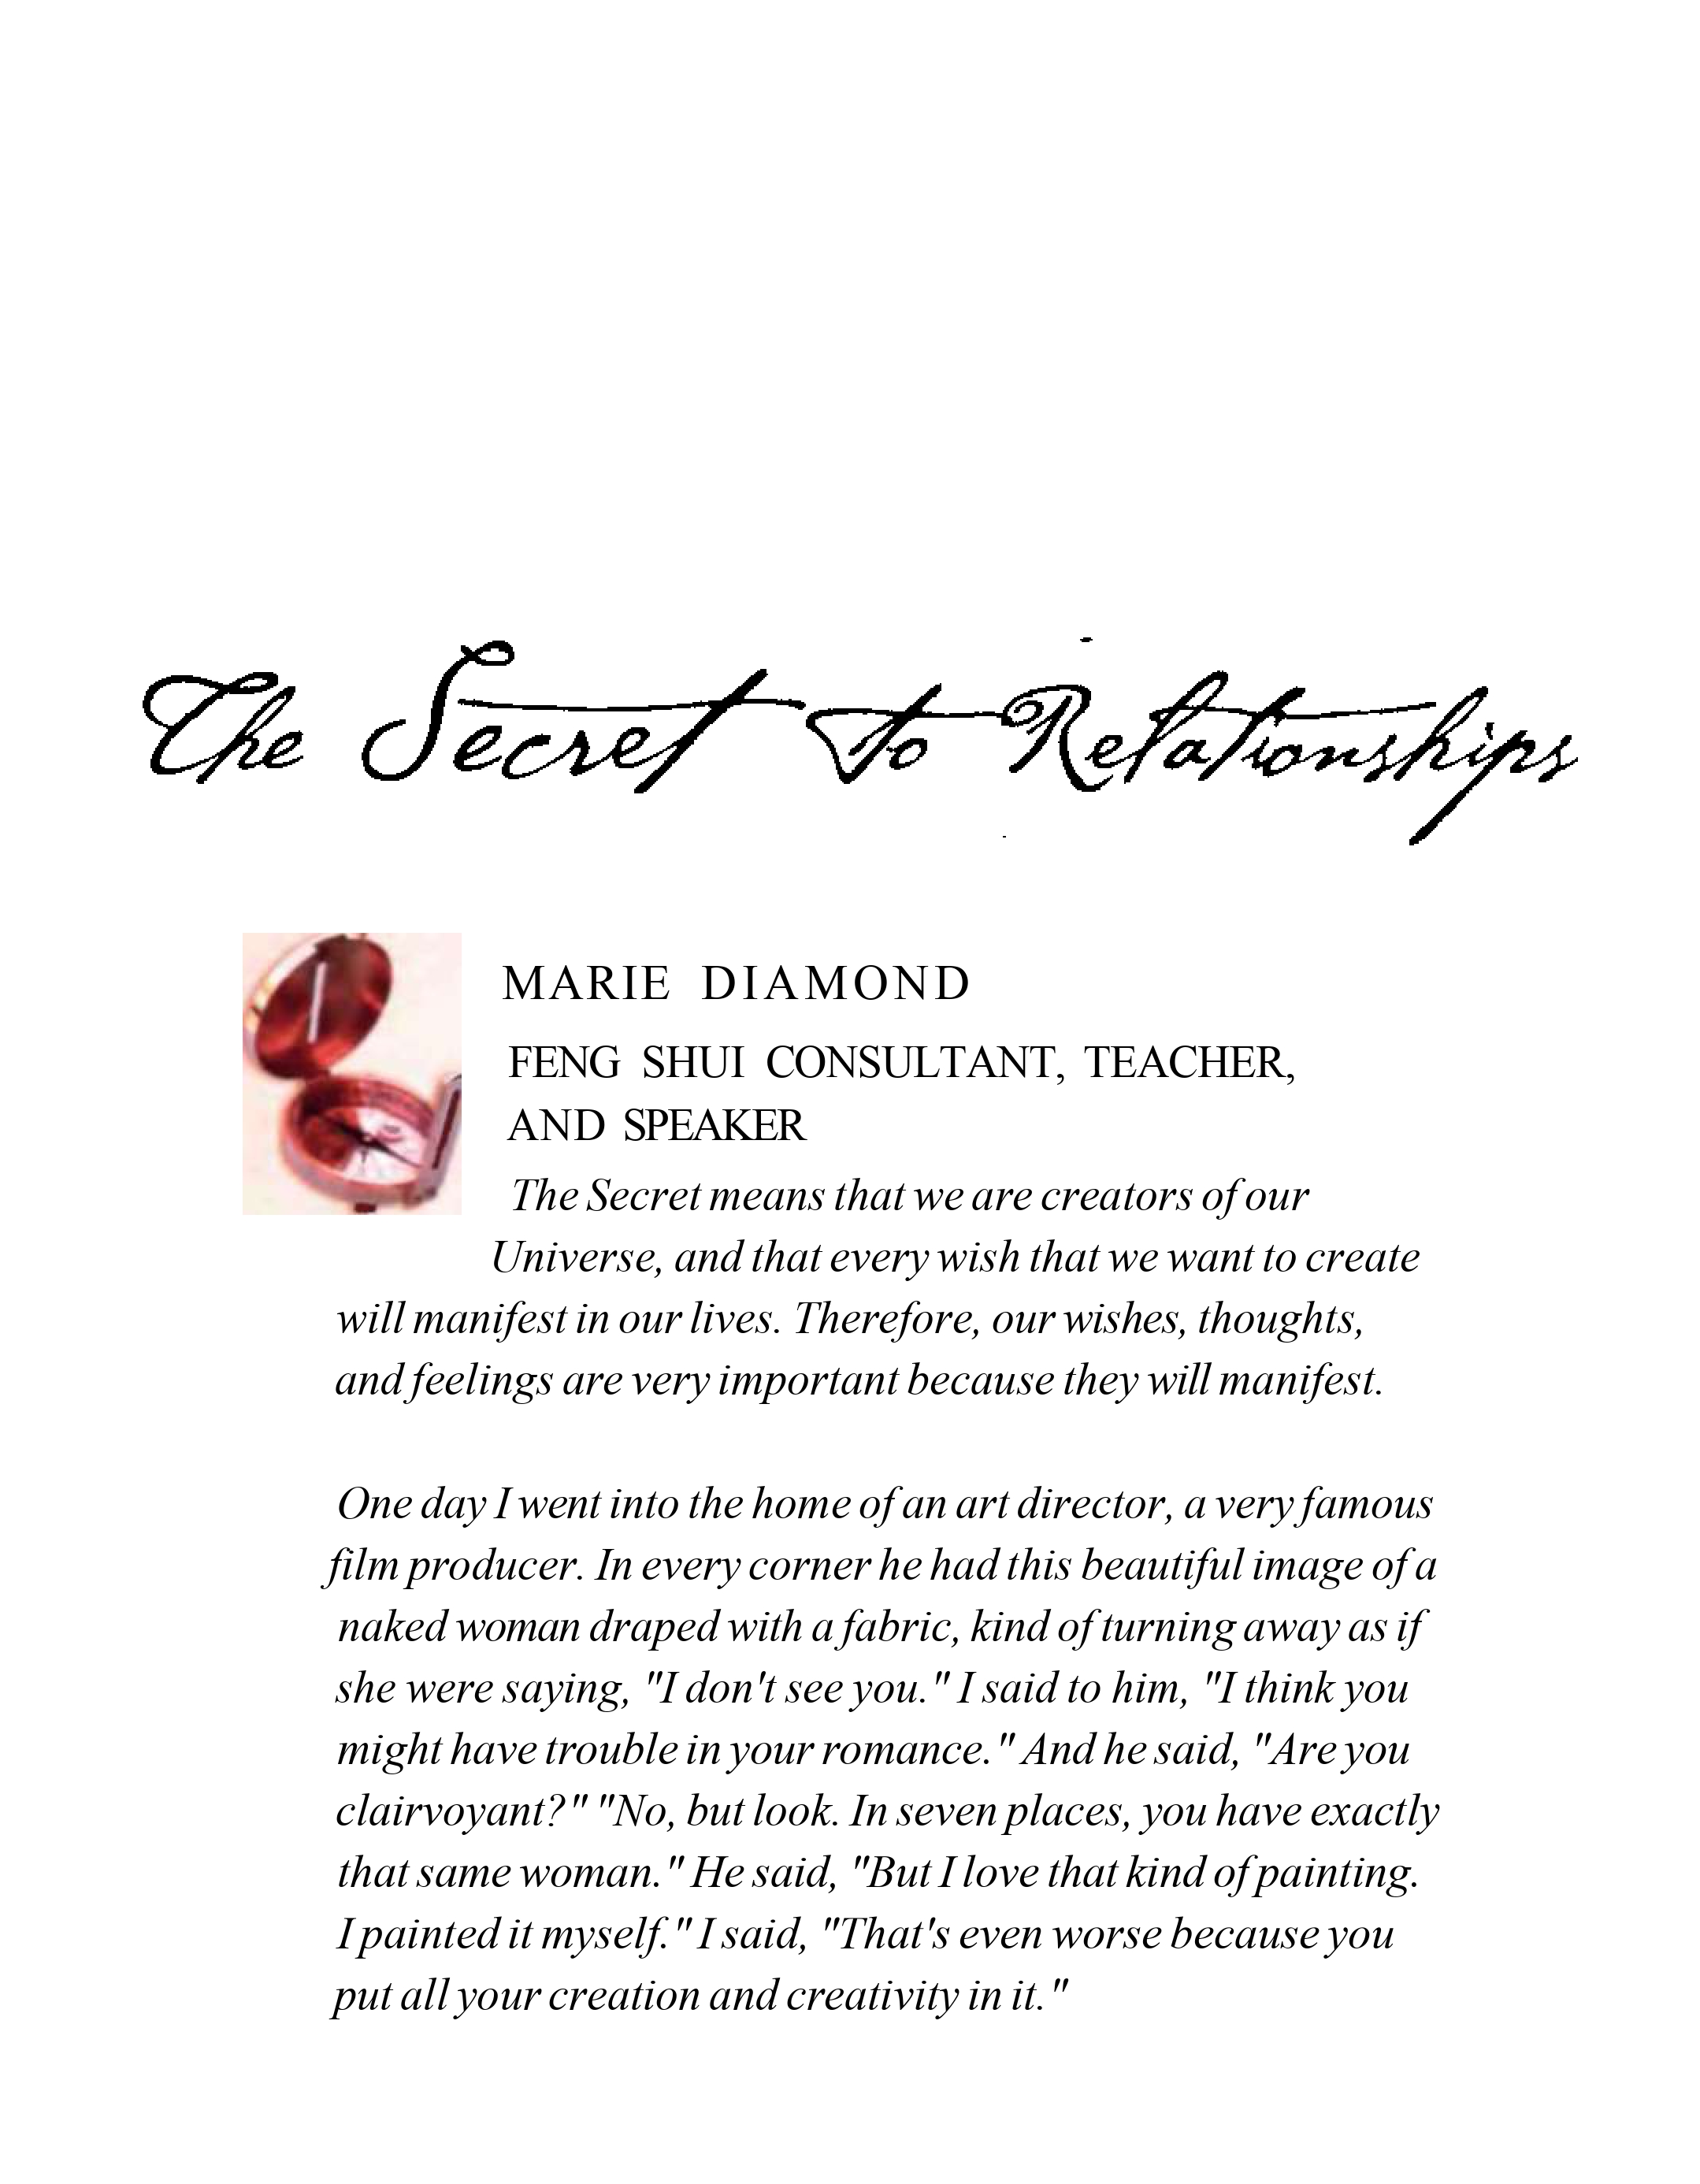 The Secret to Relationships
MARIE DIAMOND
FENG SHUI CONSULTANT, TEACHER,
AND SPEAKER
The Secret means that we are creators of our
Universe, and that every wish that we want to create
will manifest in our lives. Therefore, our wishes, thoughts,
and feelings are very important because they will manifest.
One day I went into the home of an art director, a very famous
film producer. In every corner he had this beautiful image of a
naked woman draped with a fabric, kind of turning away as if
she were saying, "I don't see you." I said to him, "I think you
might have trouble in your romance." And he said, "Are you
clairvoyant?" "No, but look. In seven places, you have exactly
that same woman." He said, "But I love that kind of painting.
I painted it myself." I said, "That's even worse because you
put all your creation and creativity in it."